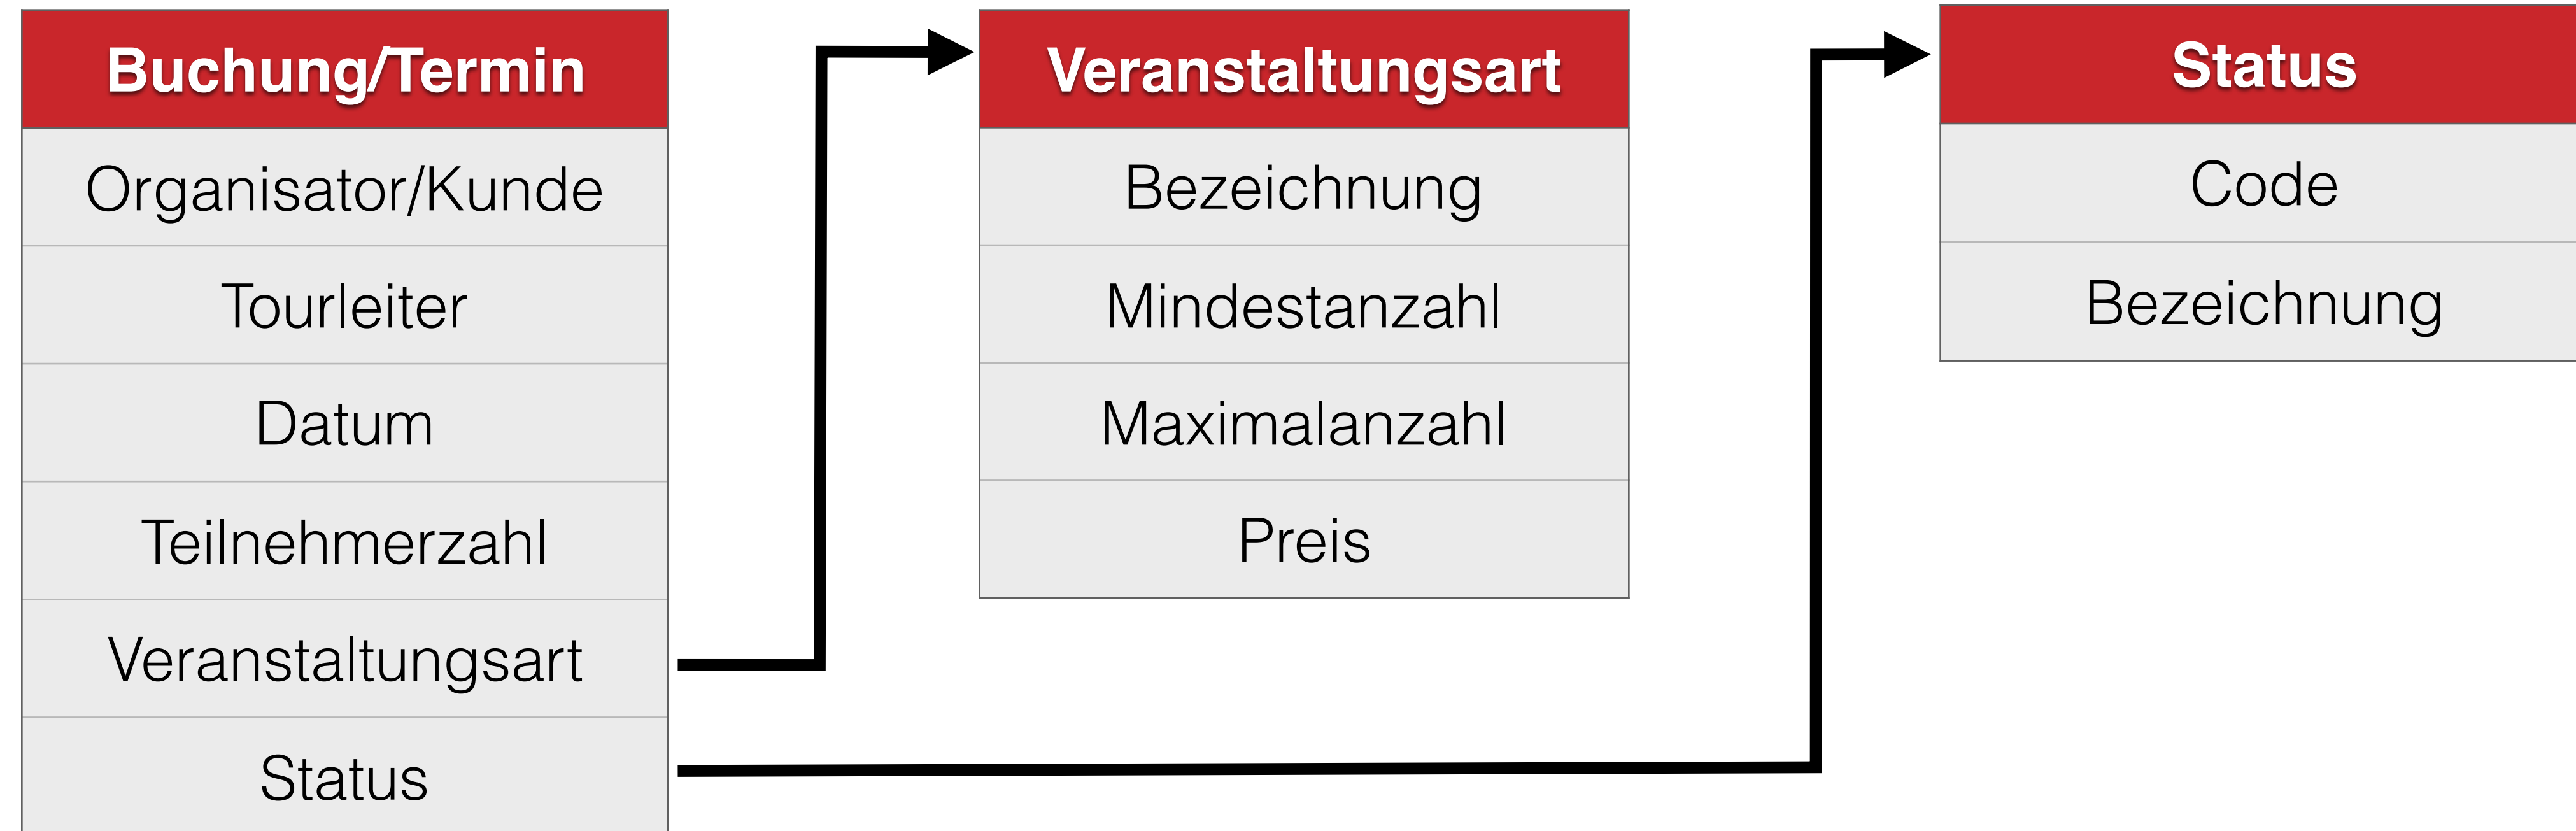 Buchung/Termin
Organisator/Kunde
Tourleiter
Datum
Teilnehmerzahl
Veranstaltungsart
Status
Veranstaltungsart
Bezeichnung
Mindestanzahl
Maximalanzahl
Preis
Status
Code
Bezeichnung